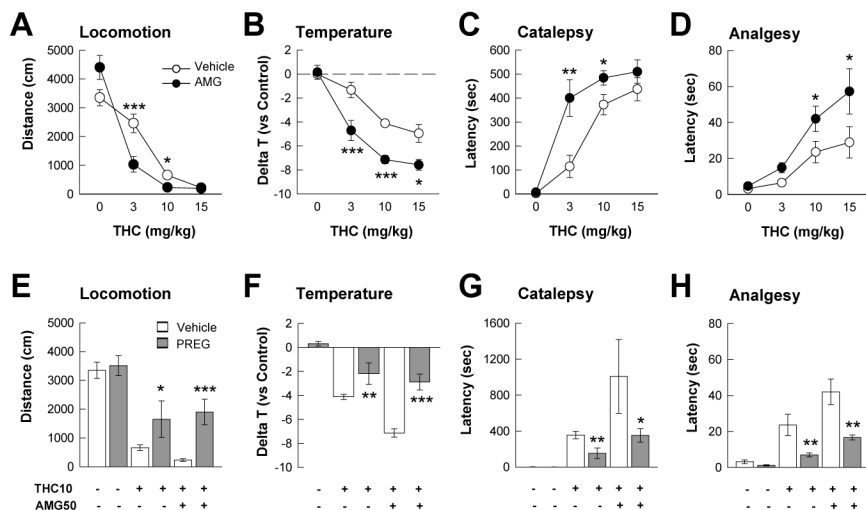 A Locomotion
Distance (cm)
5000
4000
3000
2000
1000
0
Vehicle
AMG
***
*
0 3 10 15
THC (mg/kg)
B Temperature
Delta T (vs Control)
2
0
-2
-4
-6
-8
-10
***
***
*
0 3 10 15
THC (mg/kg)
C Catalepsy
Latency (sec)
600
500
400
300
200
100
0
**
*
0 3 10 15
THC (mg/kg)
D Analgesy
Latency (sec)
80
60
40
20
0
*
*
0 3 10 15
THC (mg/kg)
E Locomotion
Distance (cm)
5000
4000
3000
2000
1000
0
Vehicle
PREG
*
***
THC10 - - + + + +
AMG50 - - - - + +
F Temperature
Delta T (vs Control)
2
0
-2
-4
-6
-8
-10
**
***
- + + + +
- - - + +
G Catalepsy
Latency (sec)
1600
1200
800
400
0
**
*
- - + + + +
- - - - + +
H Analgesy
Latency (sec)
80
60
40
20
0
**
**
- - + + + +
- - - - + +